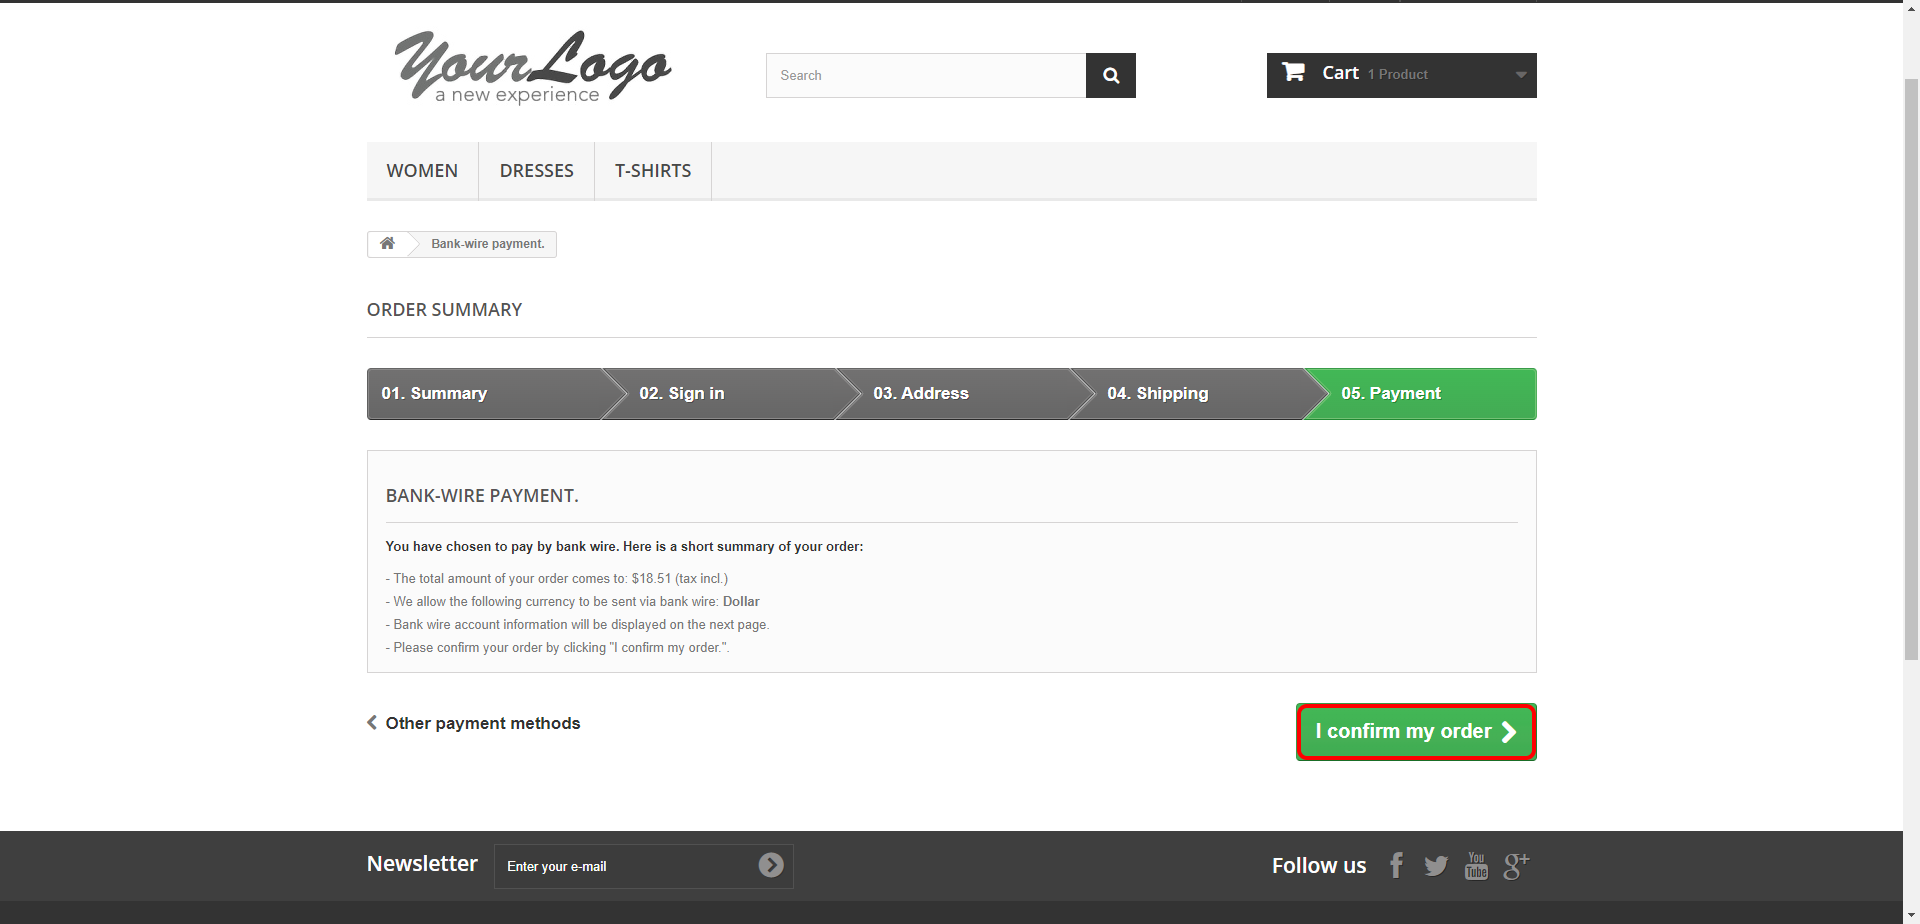 YourLogo
a new experience
Search
Cart 1 Product
WOMEN DRESSES T-SHIRTS
Bank-wire payment.
ORDER SUMMARY
01. Summary 02. Sign in 03. Address 04. Shipping 05. Payment
BANK-WIRE PAYMENT.
You have chosen to pay by bank wire. Here is a short summary of your order:
- The total amount of your order comes to: $18.51 (tax incl.)
- We allow the following currency to be sent via bank wire: Dollar
- Bank wire account information will be displayed on the next page.
- Please confirm your order by clicking "I confirm my order.".
Other payment methods
I confirm my order
Newsletter Enter your e-mail Follow us f You Tube g+